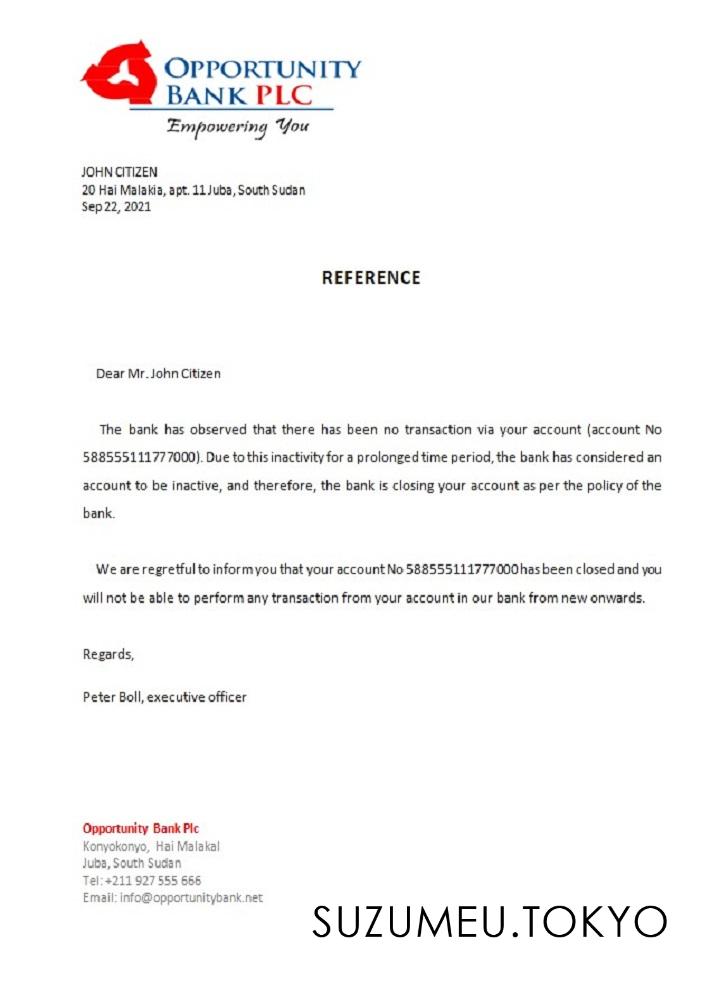 OPPORTUNITY
BANK PLC
Empowering You
JOHN CITIZEN
20 Hai Malakia, apt. 11 Juba, South Sudan
Sep 22, 2021
REFERENCE
Dear Mr. John Citizen
The bank has observed that there has been no transaction via your account (account No
588555111777000). Due to this inactivity for a prolonged time period, the bank has considered an
account to be inactive, and therefore, the bank is closing your account as per the policy of the
bank.
We are regretful to inform you that your account No 588555111777000 has been closed and you
will not be able to perform any transaction from your account in our bank from new onwards.
Regards,
Peter Boll, executive officer
Opportunity Bank Plc
Konyokonyo, Hai Malakal
Juba, South Sudan
Tel: +211 927 555 666
Email: info@opportunitybank.net
SUZUMEU.TOKYO